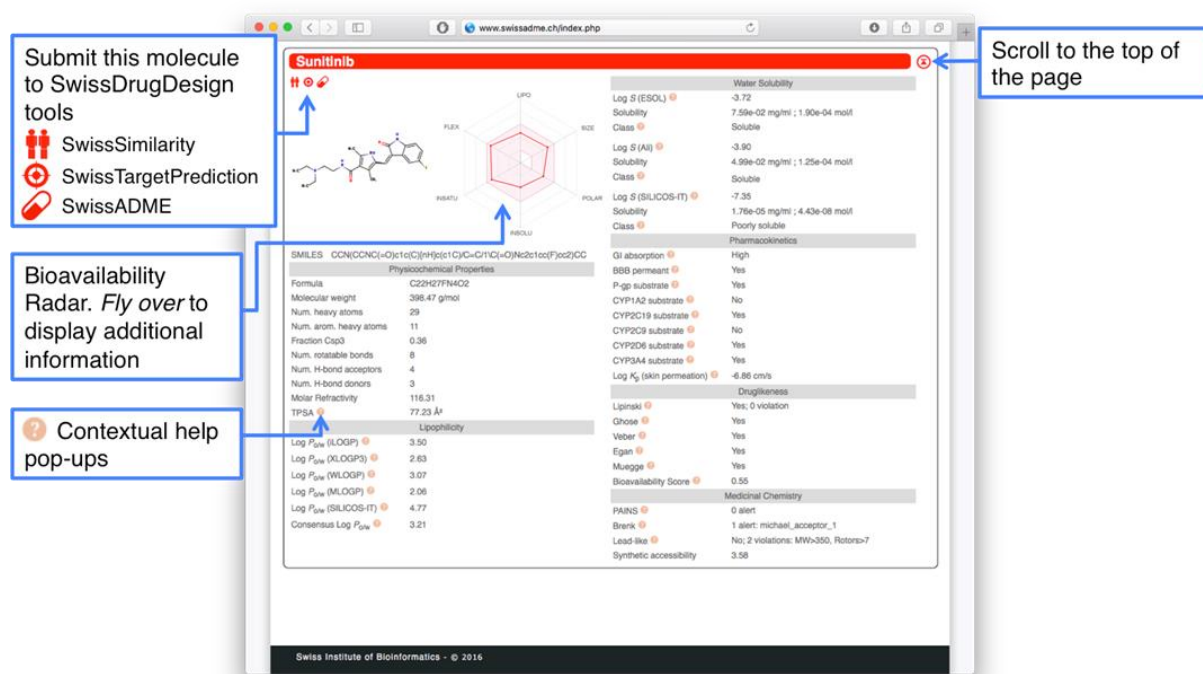 www.swissadme.ch/index.php
Submit this molecule
to SwissDrugDesign
tools
SwissSimilarity
SwissTargetPrediction
SwissADME
Bioavailability
Radar. Fly over to
display additional
information
? Contextual help
pop-ups
Scroll to the top of
the page
Sunitinib
LIPO
FLEX
SIZE
INSATU
POLAR
INSOLU
SMILES CCN(CCNC(=O)c1c(C)[nH]c(c1C)/C=C/1\C(=O)Nc2c1cc(F)cc2)CC
Physicochemical Properties
Formula C22H27FN4O2
Molecular weight 398.47 g/mol
Num. heavy atoms 29
Num. arom. heavy atoms 11
Fraction Csp3 0.36
Num. rotatable bonds 8
Num. H-bond acceptors 4
Num. H-bond donors 3
Molar Refractivity 116.31
TPSA ? 77.23 Å²
Lipophilicity
Log Po/w (iLOGP) ? 3.50
Log Po/w (XLOGP3) ? 2.63
Log Po/w (WLOGP) ? 3.07
Log Po/w (MLOGP) ? 2.06
Log Po/w (SILICOS-IT) ? 4.77
Consensus Log Po/w ? 3.21
Water Solubility
Log S (ESOL) ? -3.72
Solubility 7.59e-02 mg/ml ; 1.90e-04 mol/l
Class ? Soluble
Log S (Ali) ? -3.90
Solubility 4.99e-02 mg/ml ; 1.25e-04 mol/l
Class ? Soluble
Log S (SILICOS-IT) ? -7.35
Solubility 1.76e-05 mg/ml ; 4.43e-08 mol/l
Class ? Poorly soluble
Pharmacokinetics
GI absorption ? High
BBB permeant ? Yes
P-gp substrate ? Yes
CYP1A2 substrate ? No
CYP2C19 substrate ? Yes
CYP2C9 substrate ? No
CYP2D6 substrate ? Yes
CYP3A4 substrate ? Yes
Log Kp (skin permeation) ? -6.86 cm/s
Druglikeness
Lipinski ? Yes; 0 violation
Ghose ? Yes
Veber ? Yes
Egan ? Yes
Muegge ? Yes
Bioavailability Score ? 0.55
Medicinal Chemistry
PAINS ? 0 alert
Brenk ? 1 alert: michael_acceptor_1
Lead-like ? No; 2 violations: MW>350, Rotors>7
Synthetic accessibility 3.58
Swiss Institute of Bioinformatics - © 2016